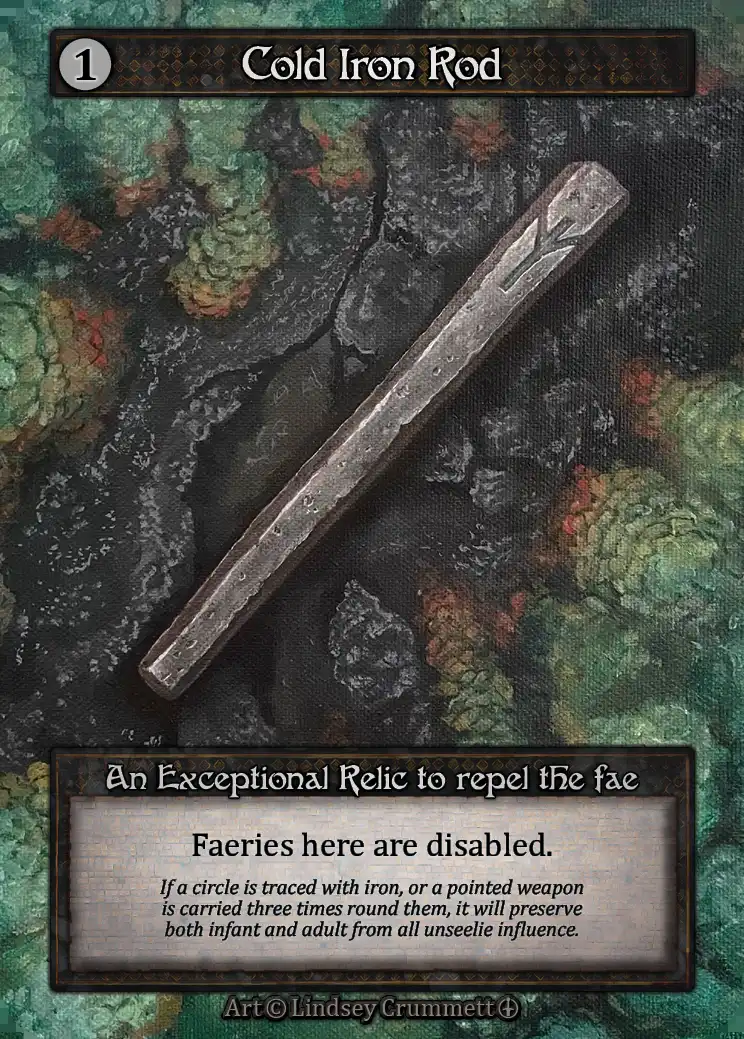 1
Cold Iron Rod
An Exceptional Relic to repel the fae
Faeries here are disabled.
If a circle is traced with iron, or a pointed weapon
is carried three times round them, it will preserve
both infant and adult from all unseelie influence.
Art © Lindsey Crummett